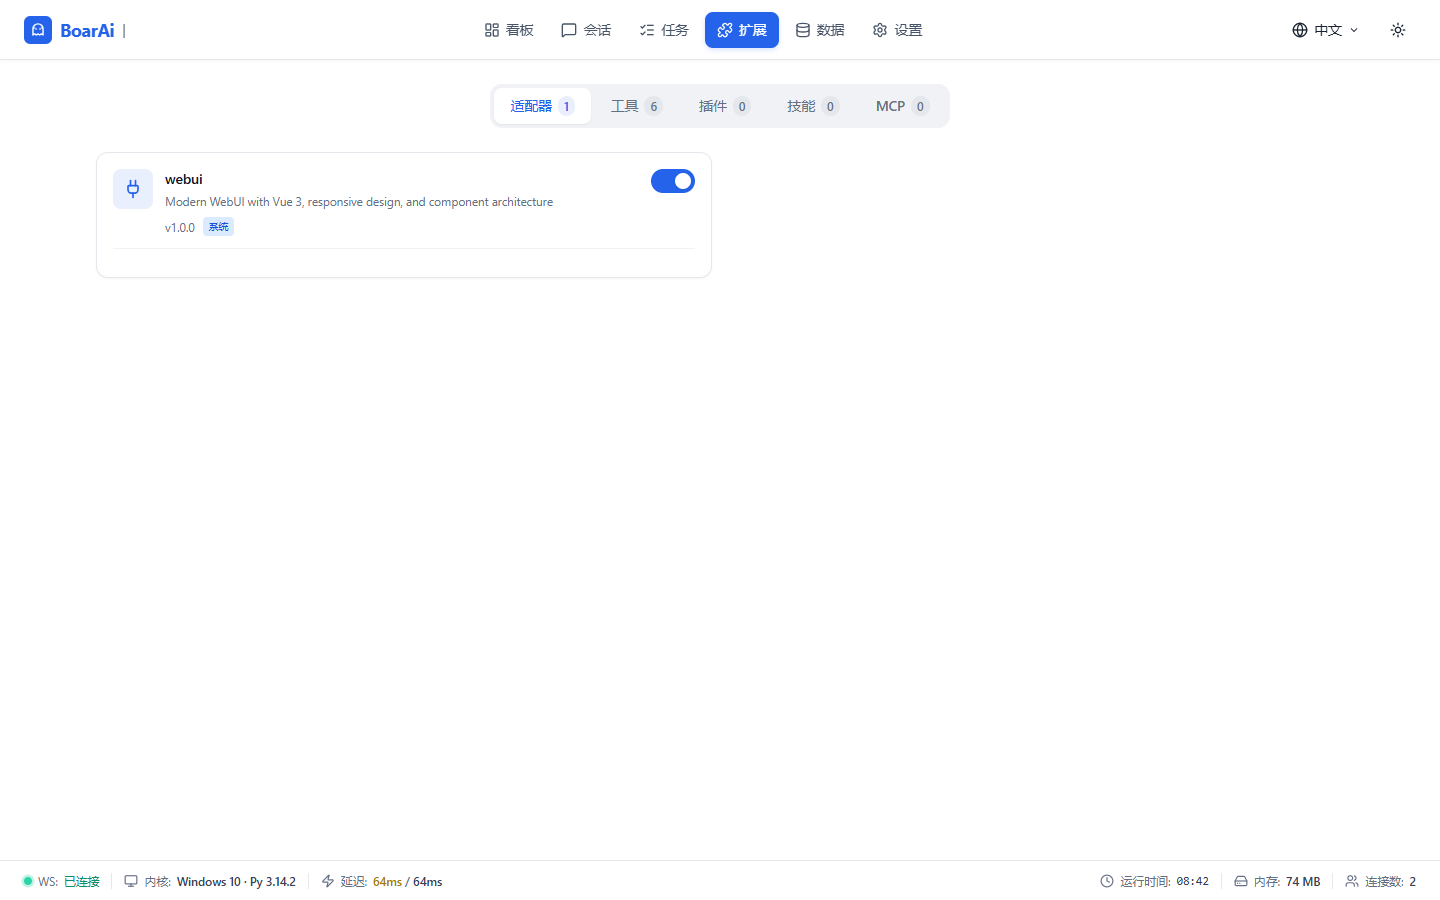 BoarAi |
看板 会话 任务 扩展 数据 设置
中文
适配器 1 工具 6 插件 0 技能 0 MCP 0
webui
Modern WebUI with Vue 3, responsive design, and component architecture
v1.0.0 系统
WS: 已连接 内核: Windows 10 · Py 3.14.2 延迟: 64ms / 64ms 运行时间: 08:42 内存: 74 MB 连接数: 2